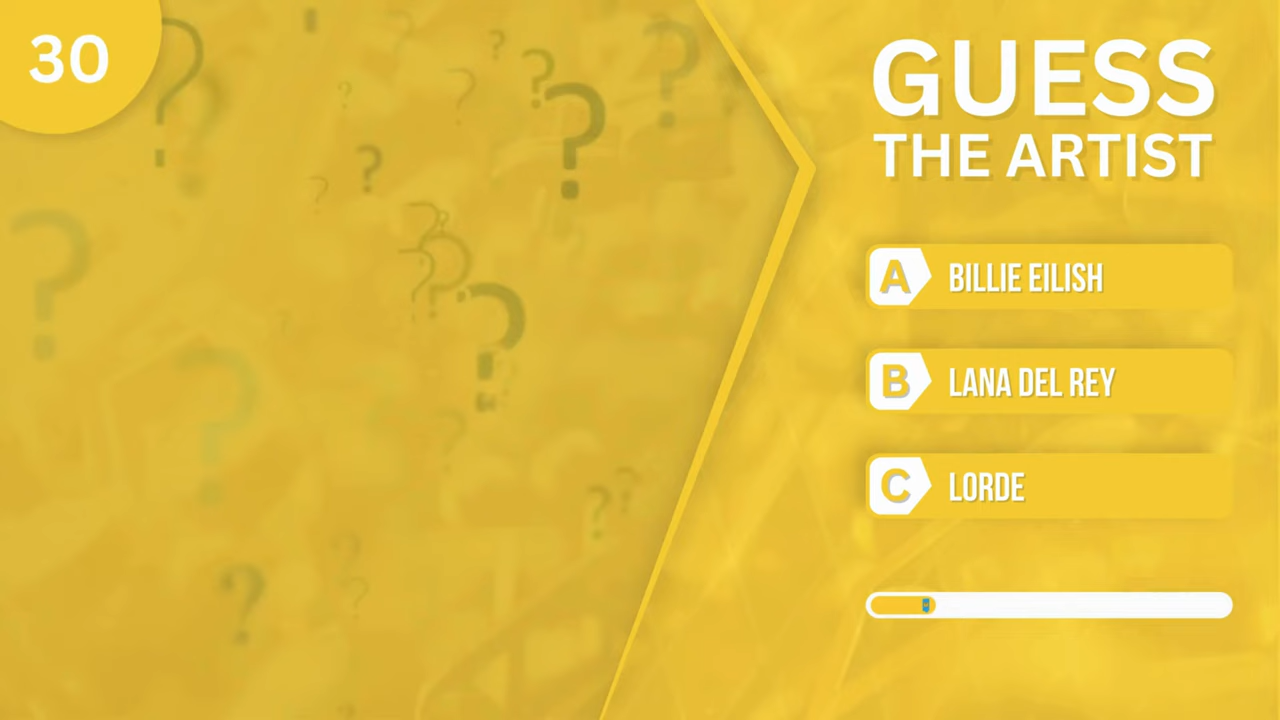 30
GUESS
THE ARTIST
A BILLIE EILISH
B LANA DEL REY
C LORDE